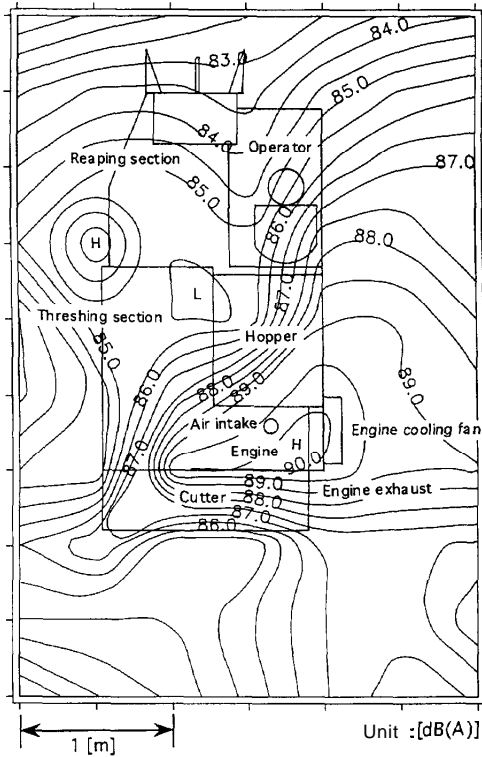 84.0
83.0
85.0
84.0
Operator
Reaping section
87.0
85.0
86.0
88.0
H
87.0
L
Threshing section
Hopper
85.0
86.0
88.0
89.0
89.0
Air intake
Engine cooling fan
H
Engine
87.0
90.0
89.0
Engine exhaust
Cutter
88.0
87.0
86.0
1 [m]
Unit :[dB(A)]